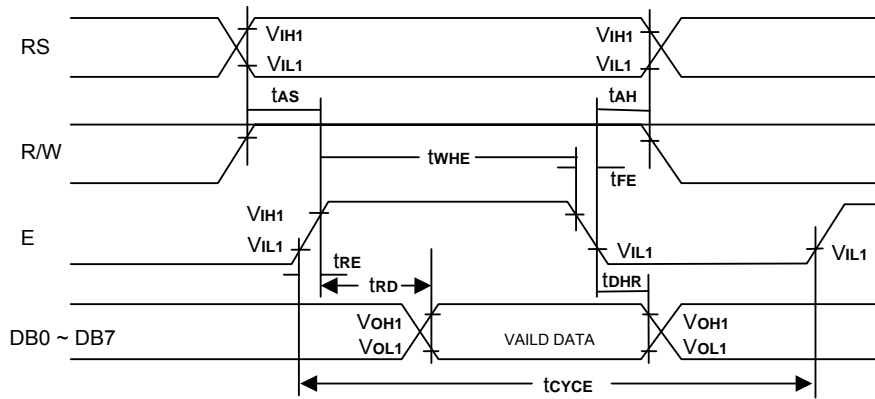 RS
VIH1
VIH1
VIL1
VIL1
tAS
tAH
R/W
tWHE
tFE
VIH1
E
VIL1
VIL1
VIL1
tRE
tRD
tDHR
DB0 ~ DB7
VOH1
VOH1
VOL1
VAILD DATA
VOL1
tCYCE